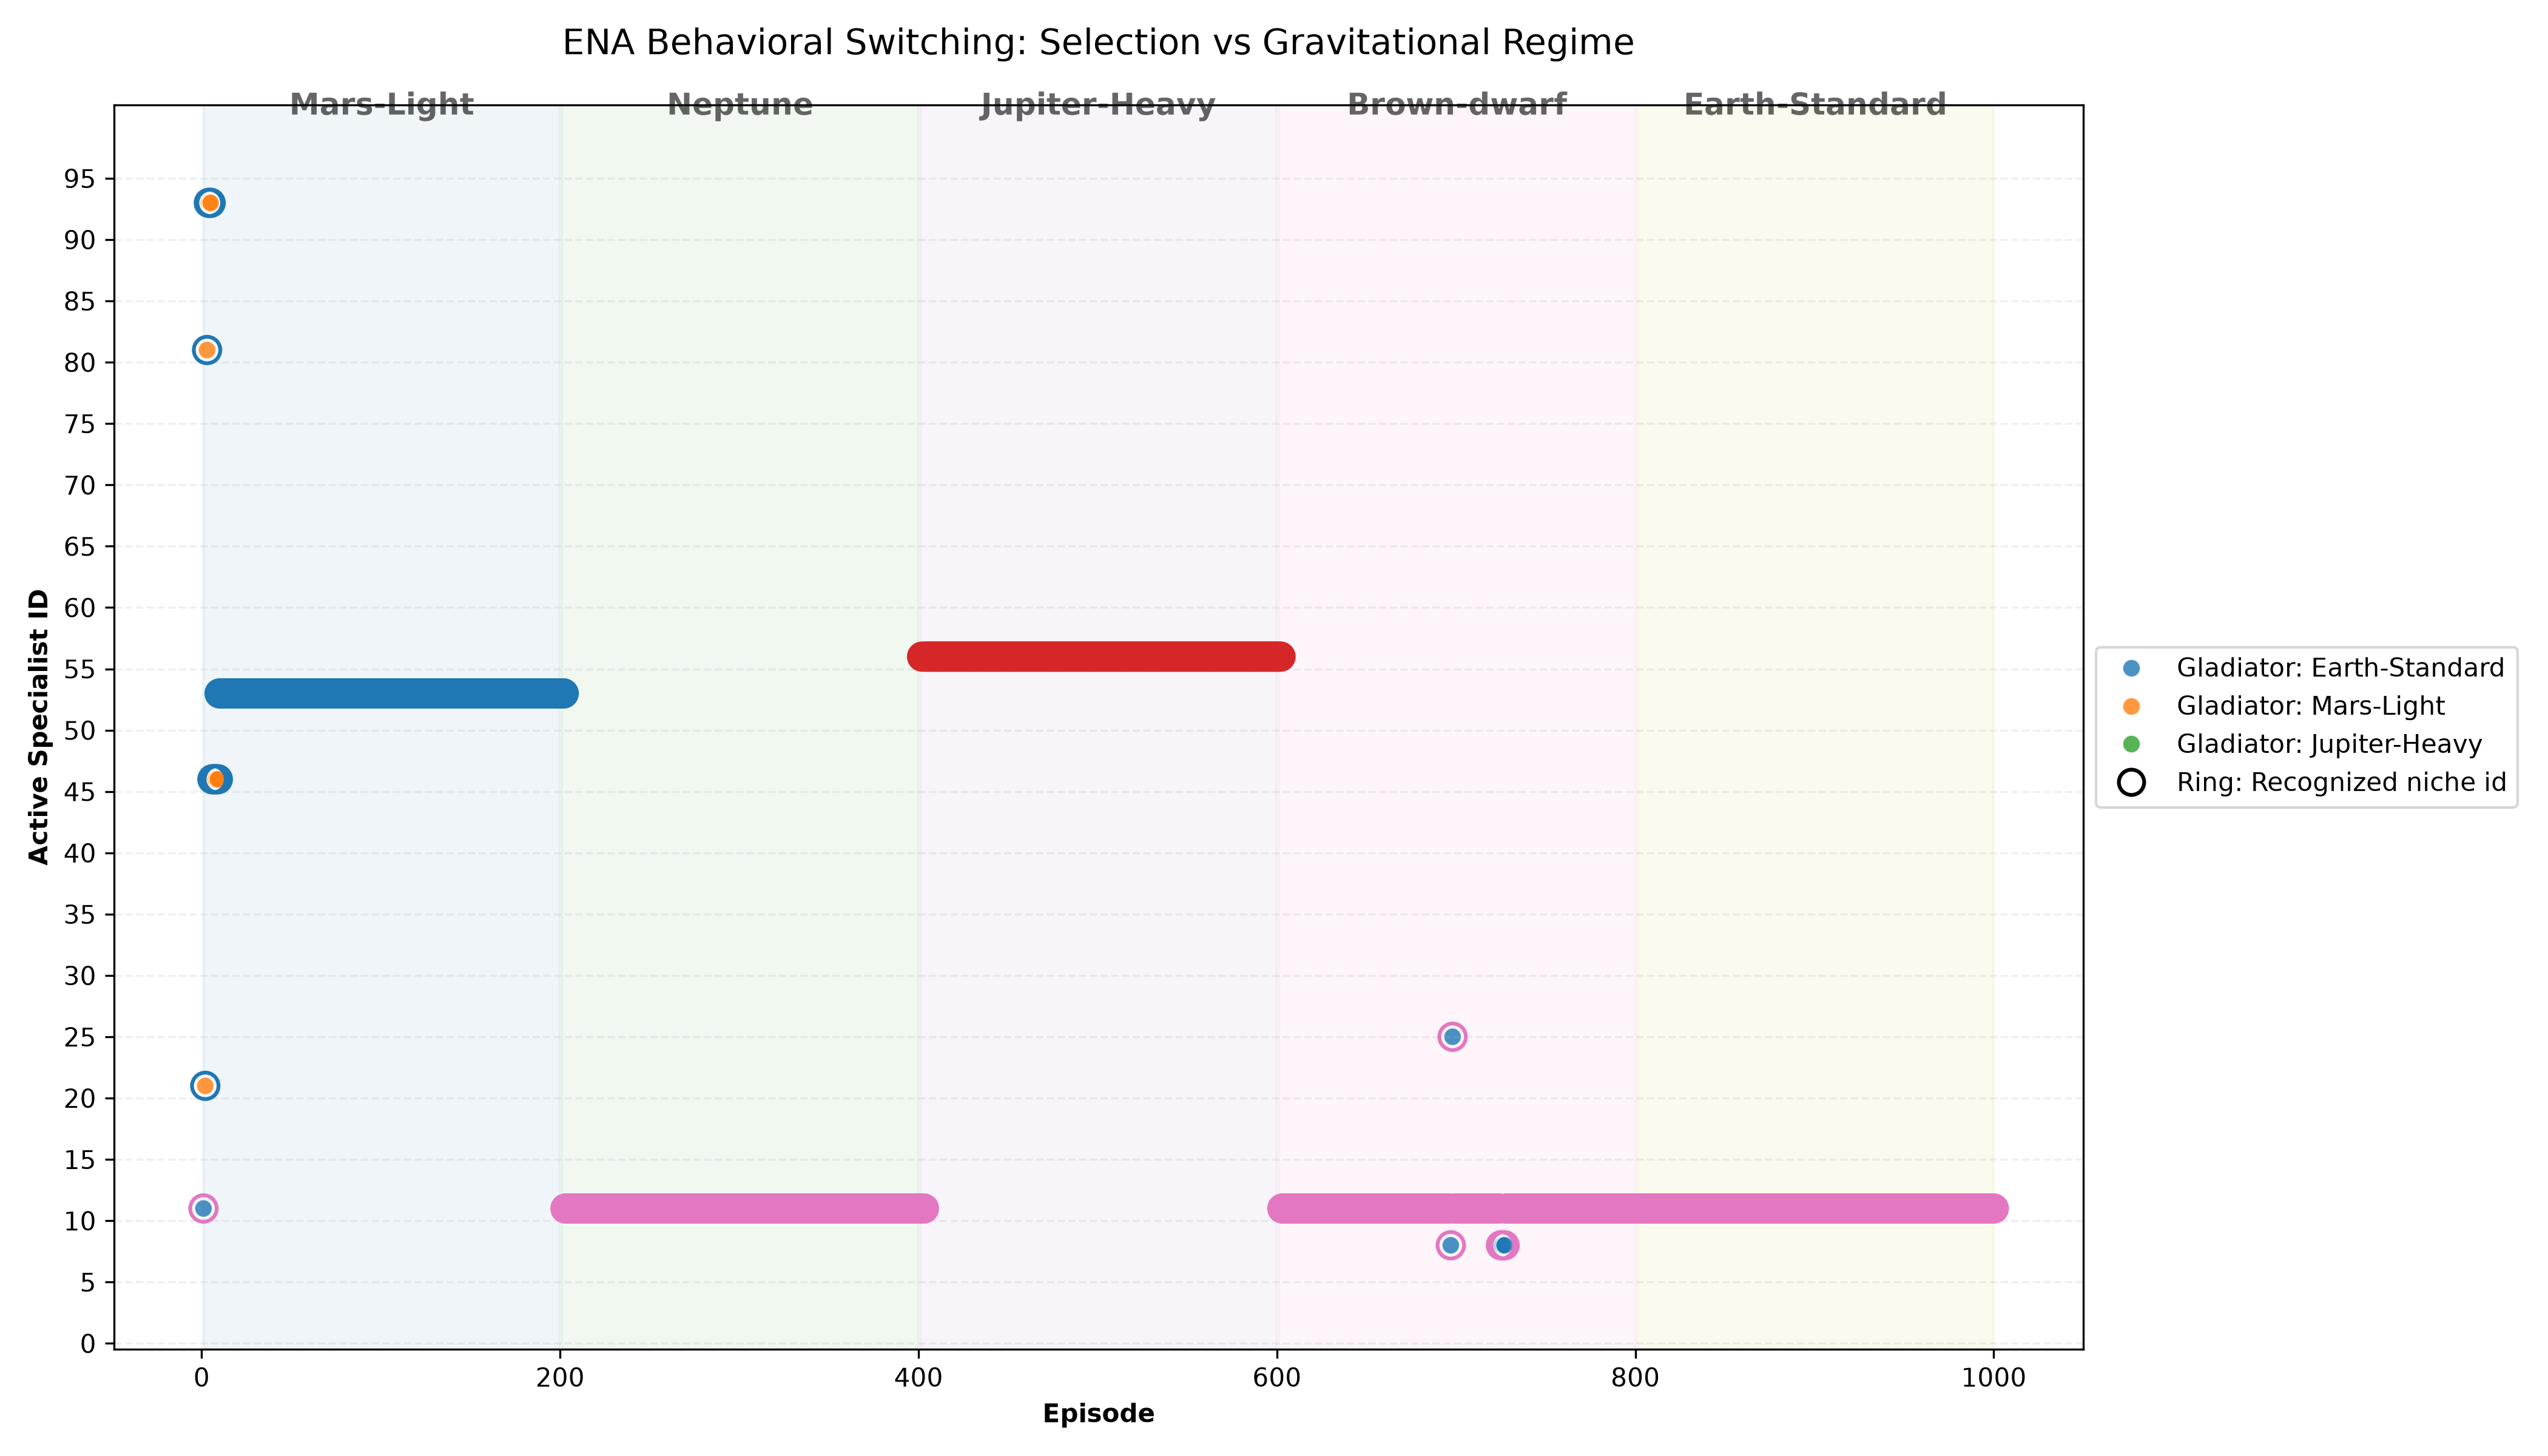 ENA Behavioral Switching: Selection vs Gravitational Regime
Mars-Light
Neptune
Jupiter-Heavy
Brown-dwarf
Earth-Standard
95
90
85
80
75
70
65
60
55
50
45
40
35
30
25
20
15
10
5
0
Active Specialist ID
0
200
400
600
800
1000
Episode
Gladiator: Earth-Standard
Gladiator: Mars-Light
Gladiator: Jupiter-Heavy
Ring: Recognized niche id